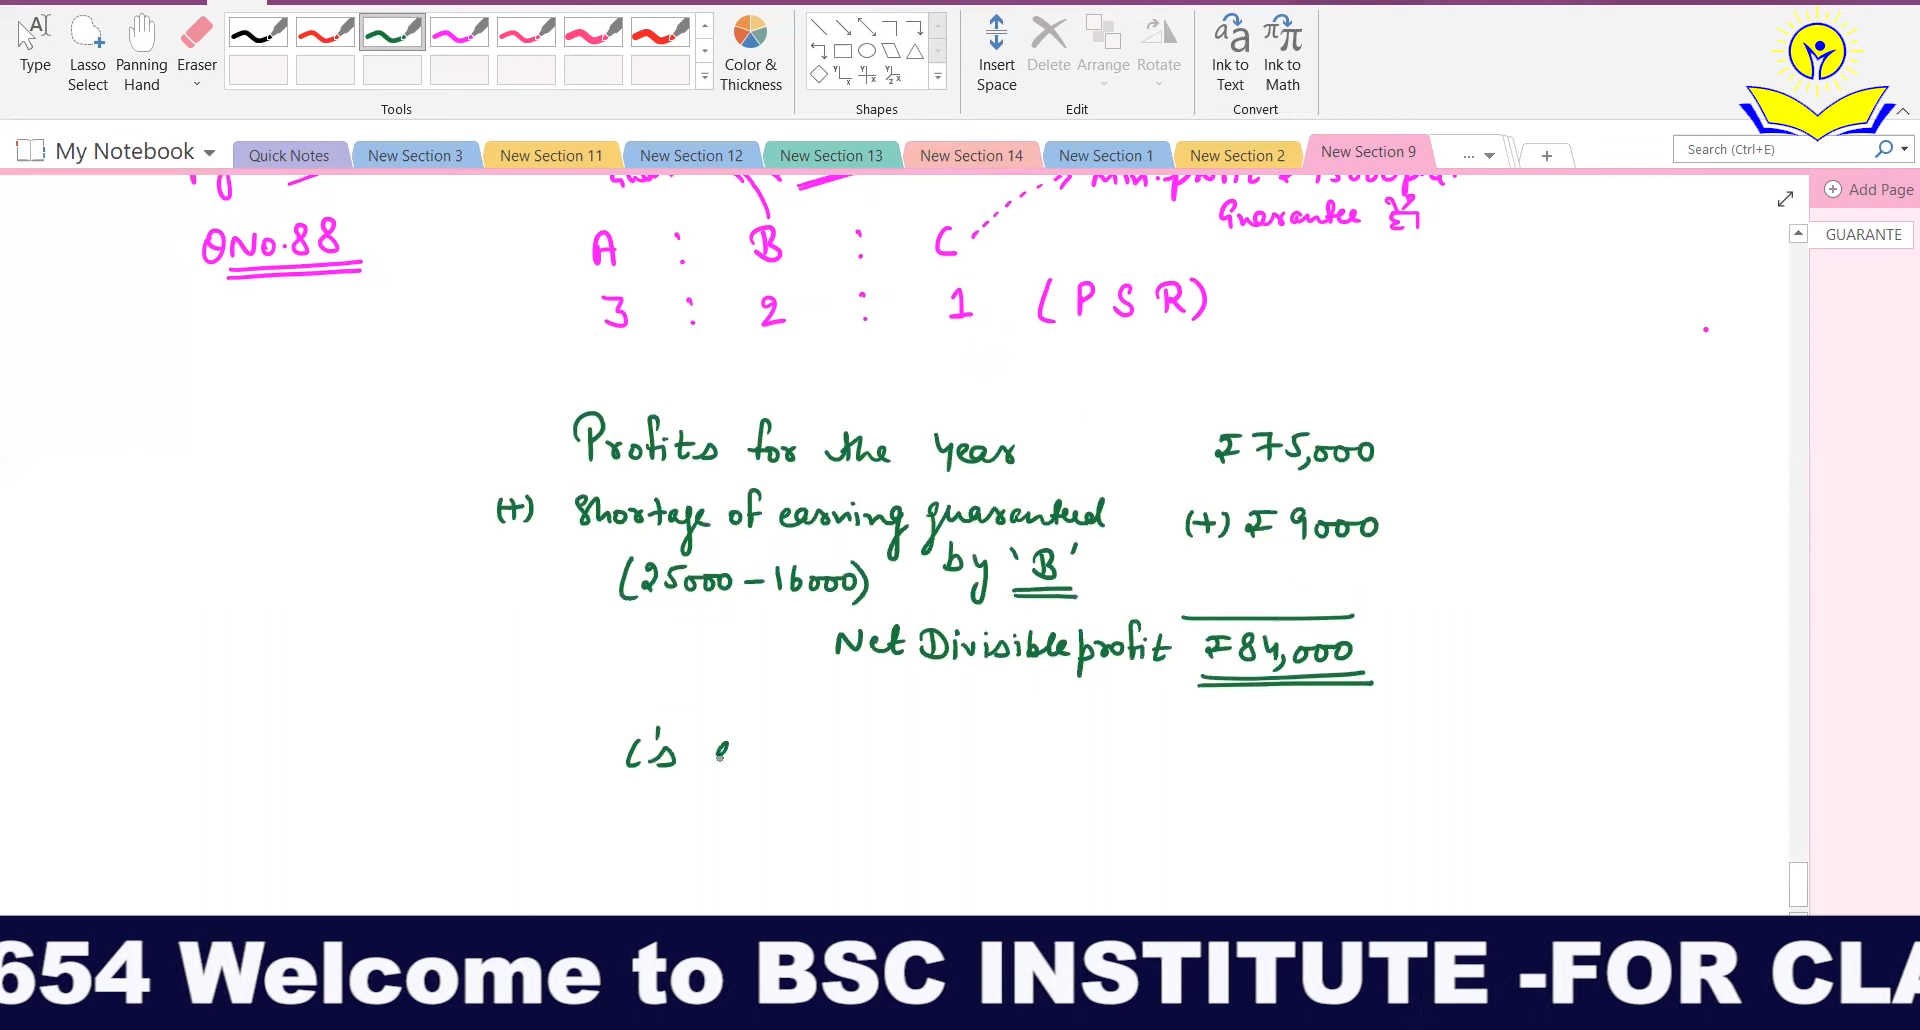 Type
Lasso Select
Panning Hand
Eraser
Tools
Color & Thickness
Shapes
Insert Space
Delete
Arrange
Rotate
Edit
Ink to Text
Ink to Math
Convert
My Notebook
Quick Notes
New Section 3
New Section 11
New Section 12
New Section 13
New Section 14
New Section 1
New Section 2
New Section 9
...
Search (Ctrl+E)
Add Page
GUARANTE
Min. profit ₹ 15000 p.a.
Guarantee
QNo.88
A : B : C
3 : 2 : 1 (PSR)
Profits for the year ₹75,000
(+) Shortage of earning guaranteed (+) ₹9000
by 'B'
(25000-16000)
Net Divisible profit ₹84,000
C's
654 Welcome to BSC INSTITUTE -FOR CLA